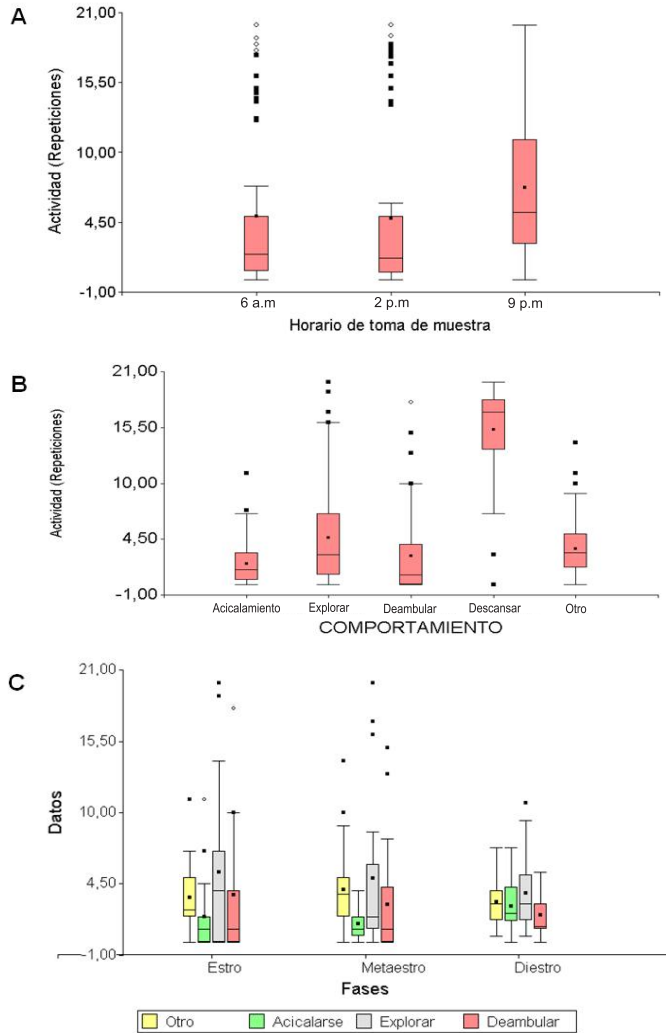 A
Actividad (Repeticiones)
21,00
15,50
10,00
4,50
-1,00
6 a.m
2 p.m
9 p.m
Horario de toma de muestra
B
Actividad (Repeticiones)
21,00
15,50
10,00
4,50
-1,00
Acicalamiento
Explorar
Deambular
Descansar
Otro
COMPORTAMIENTO
C
Datos
21,00
15,50
10,00
4,50
-1,00
Estro
Metaestro
Diestro
Fases
Otro
Acicalarse
Explorar
Deambular